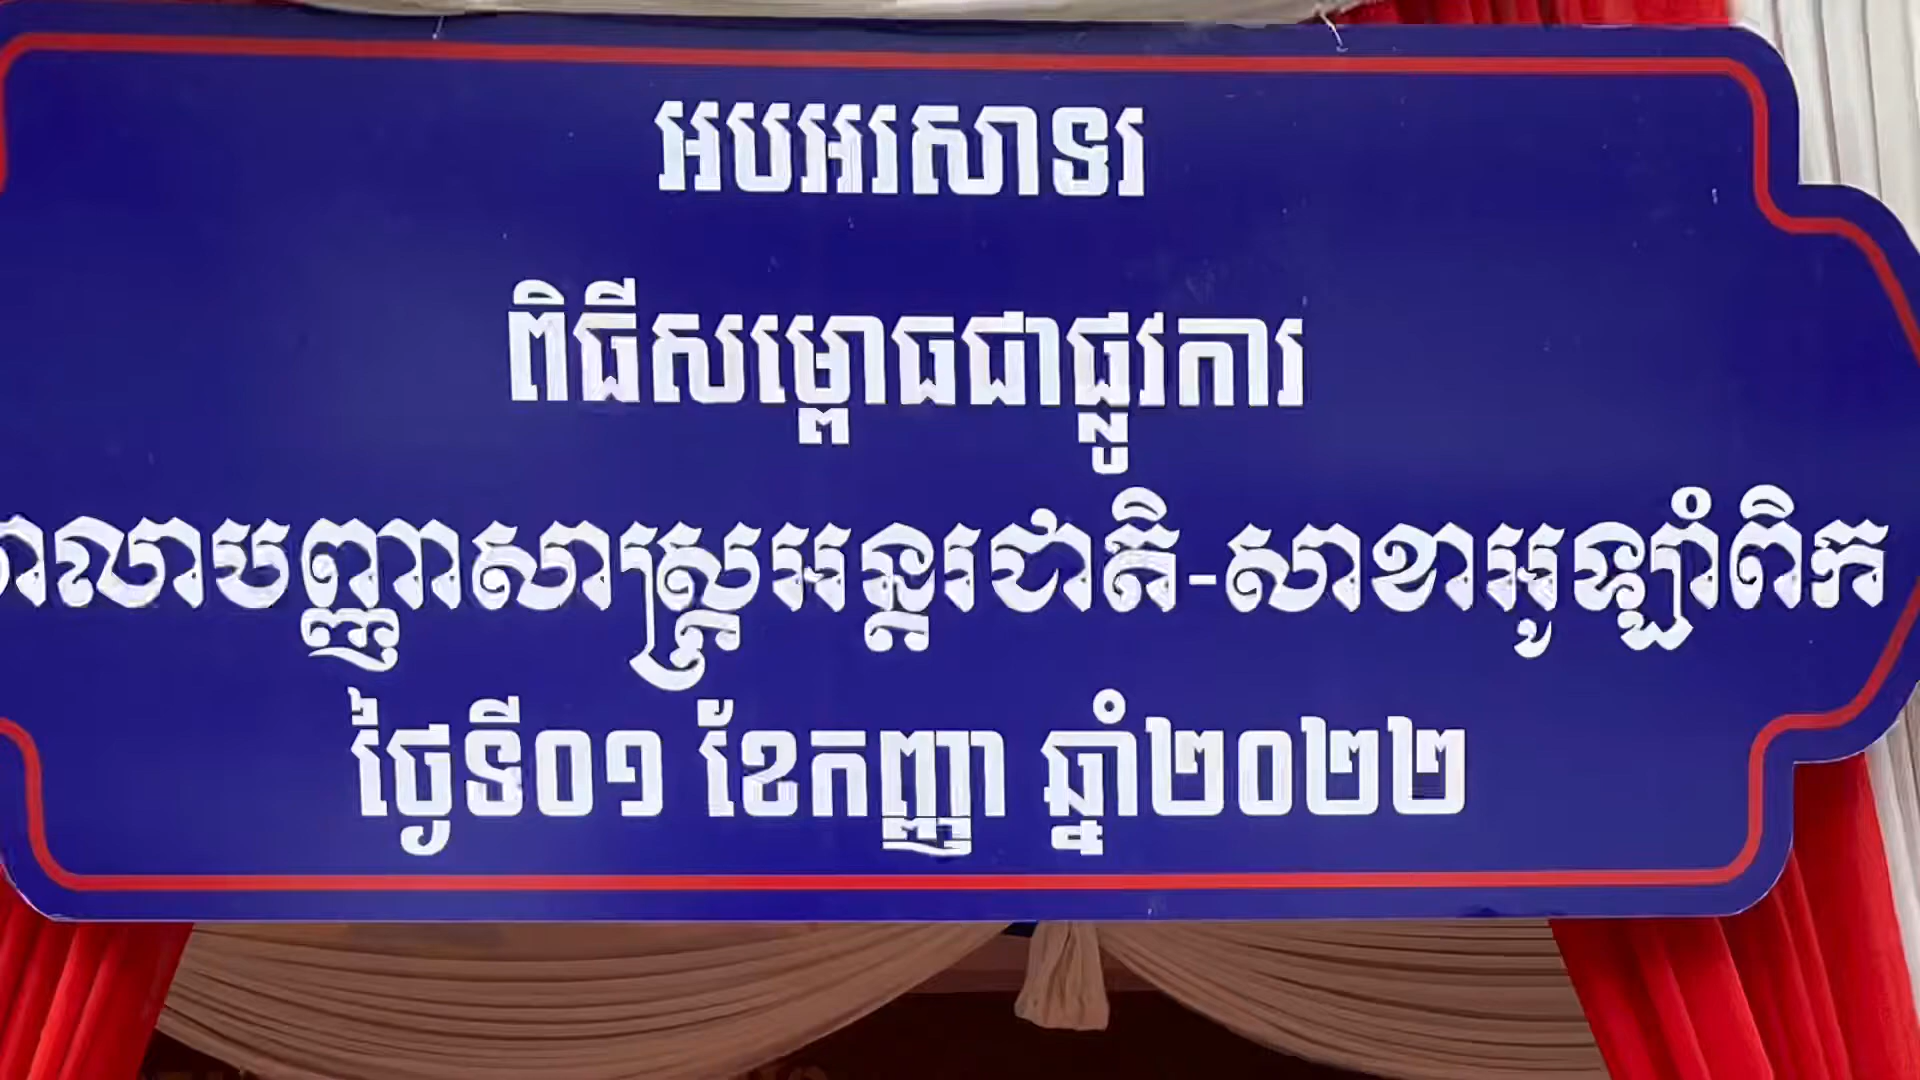 អបអរសាទរ
ពិធីសម្ពោធជាផ្លូវការ
សាលាបញ្ញាសាស្ត្រអន្តរជាតិ-សាខាអូឡាំពិក
ថ្ងៃទី០១ ខែកញ្ញា ឆ្នាំ២០២២